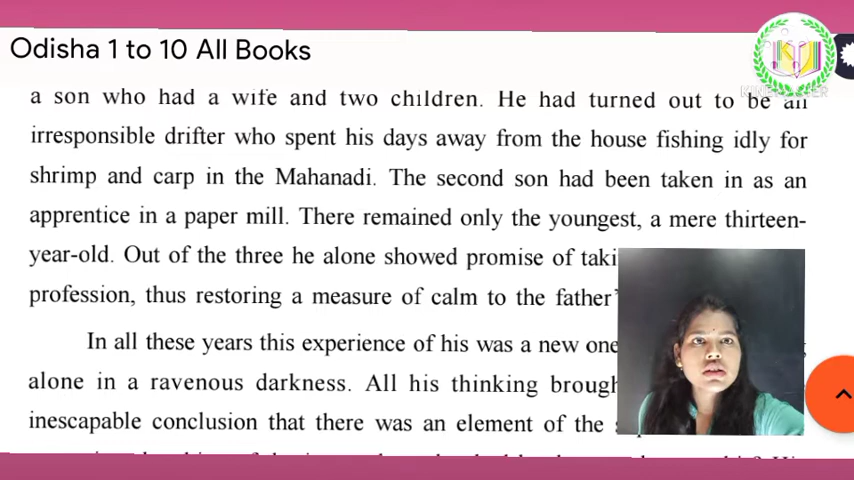 Odisha 1 to 10 All Books
a son who had a wife and two children. He had turned out to be an
irresponsible drifter who spent his days away from the house fishing idly for
shrimp and carp in the Mahanadi. The second son had been taken in as an
apprentice in a paper mill. There remained only the youngest, a mere thirteen-
year-old. Out of the three he alone showed promise of taki
profession, thus restoring a measure of calm to the father'
In all these years this experience of his was a new one
alone in a ravenous darkness. All his thinking brough
inescapable conclusion that there was an element of the s